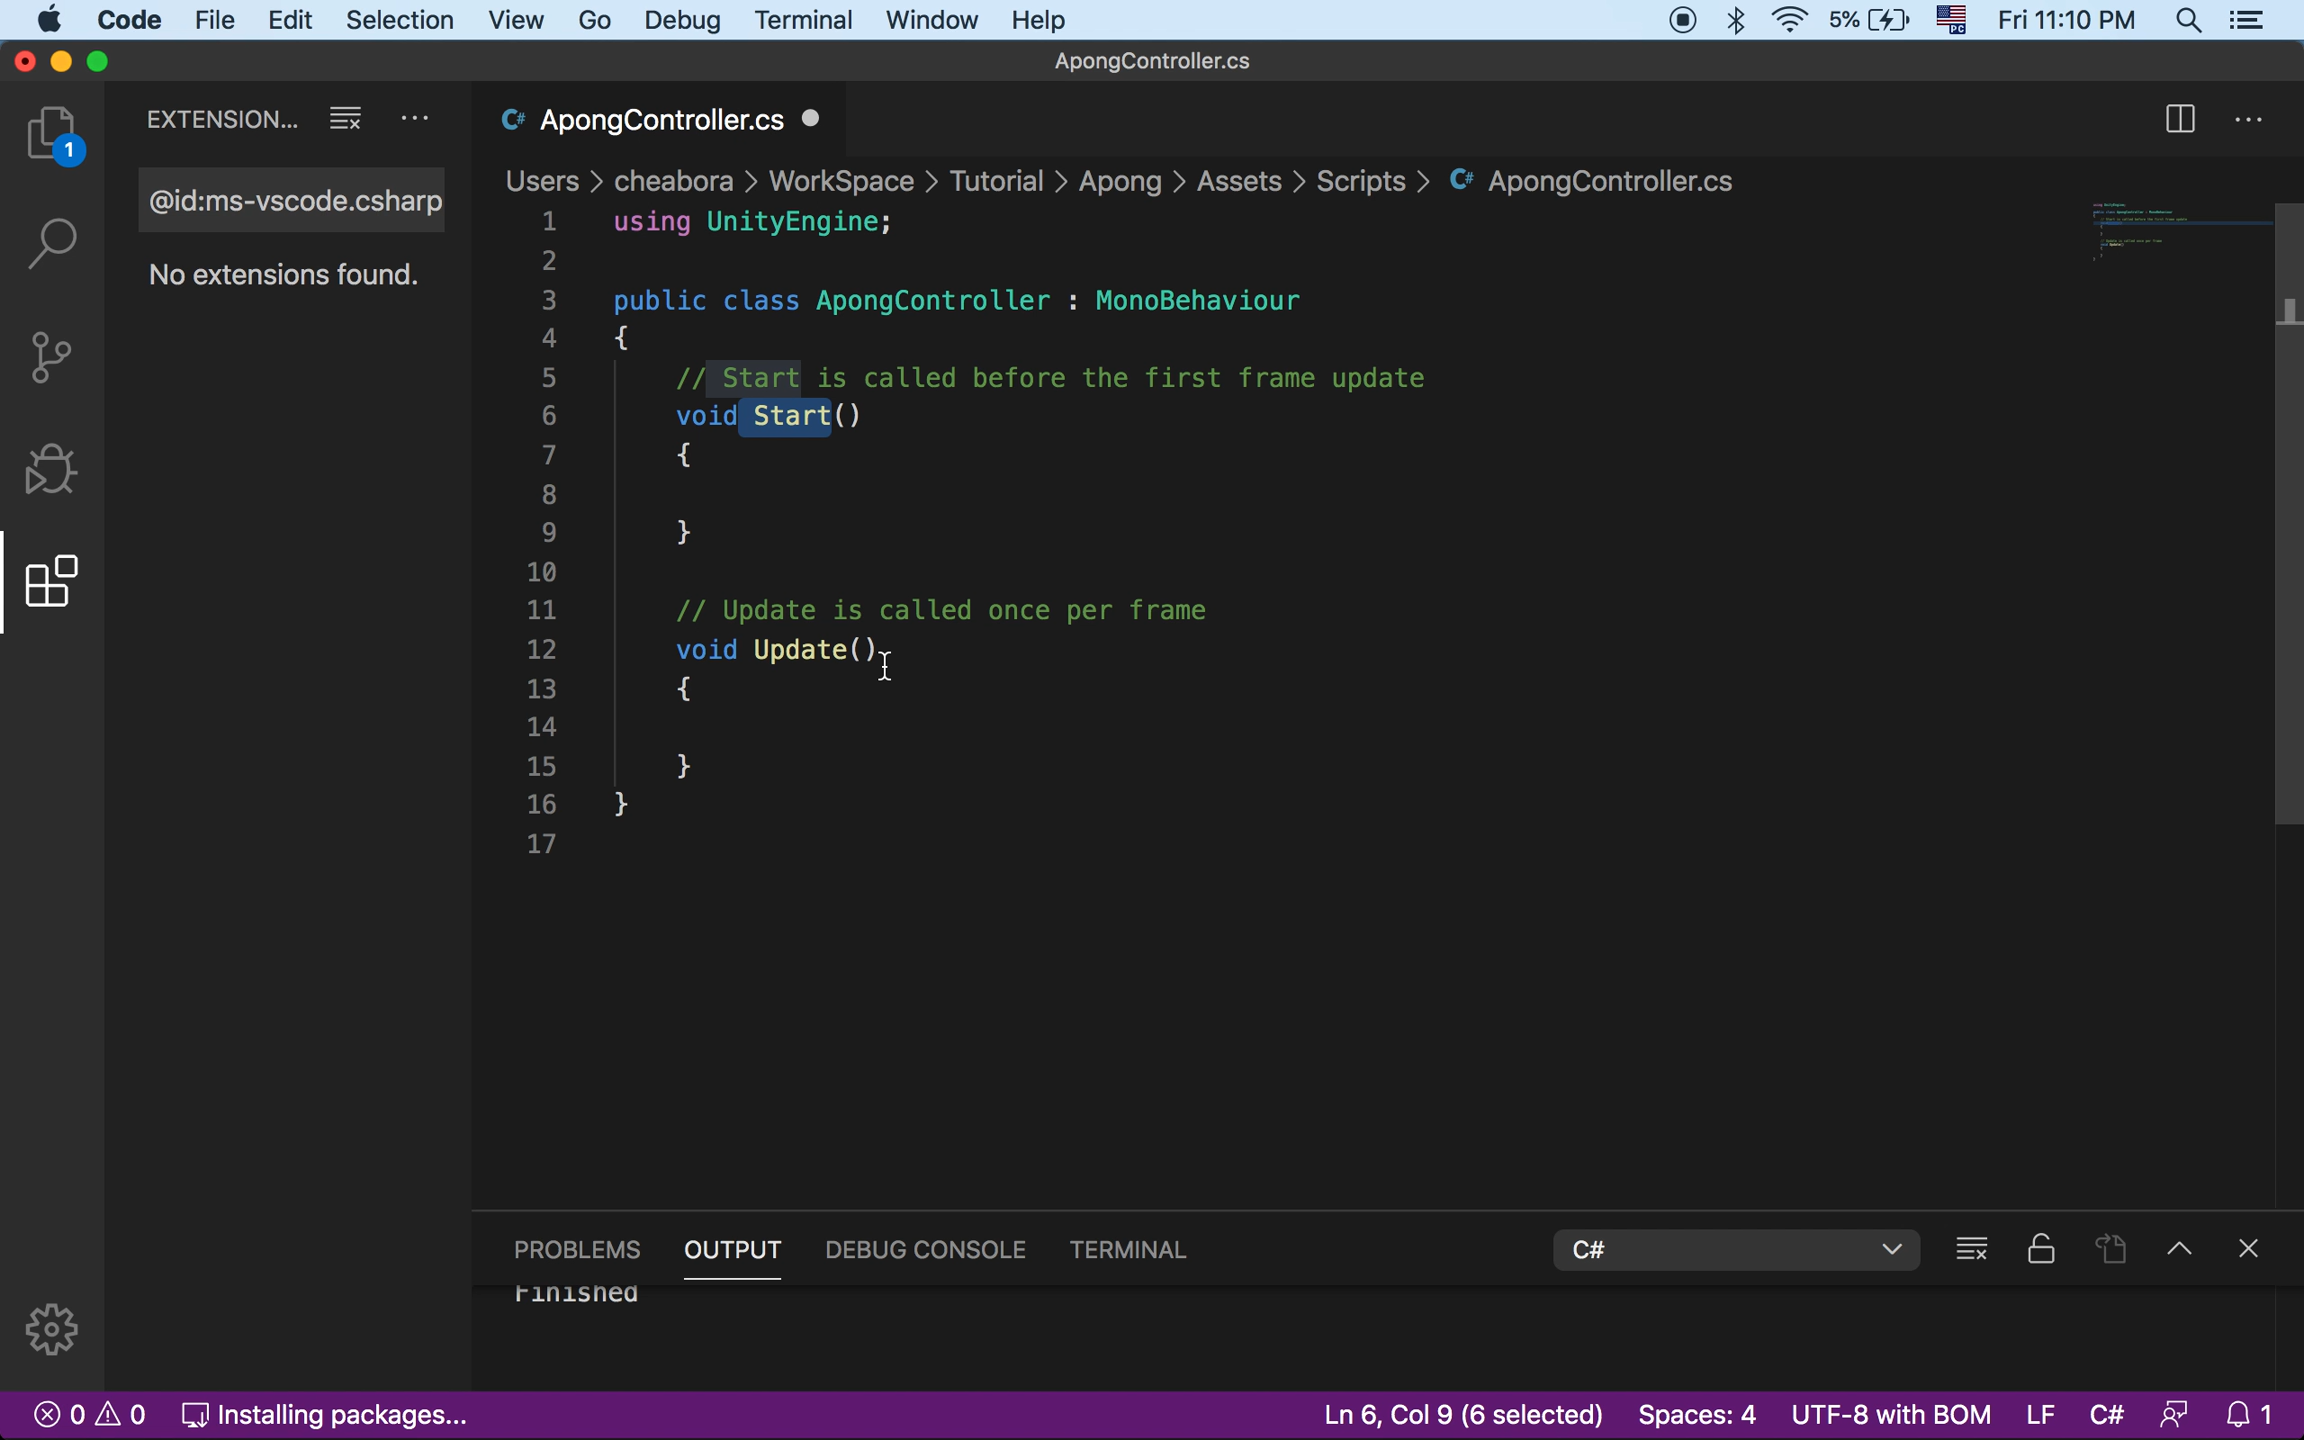 Code File Edit Selection View Go Debug Terminal Window Help 5% PC Fri 11:10 PM
ApongController.cs
1
EXTENSION...
C# ApongController.cs
@id:ms-vscode.csharp
No extensions found.
Users > cheabora > WorkSpace > Tutorial > Apong > Assets > Scripts > C# ApongController.cs
1 using UnityEngine;
2
3 public class ApongController : MonoBehaviour
4 {
5 // Start is called before the first frame update
6 void Start()
7 {
8
9 }
10
11 // Update is called once per frame
12 void Update()
13 {
14
15 }
16 }
17
PROBLEMS OUTPUT DEBUG CONSOLE TERMINAL C#
Finished
0 0 Installing packages... Ln 6, Col 9 (6 selected) Spaces: 4 UTF-8 with BOM LF C# 1